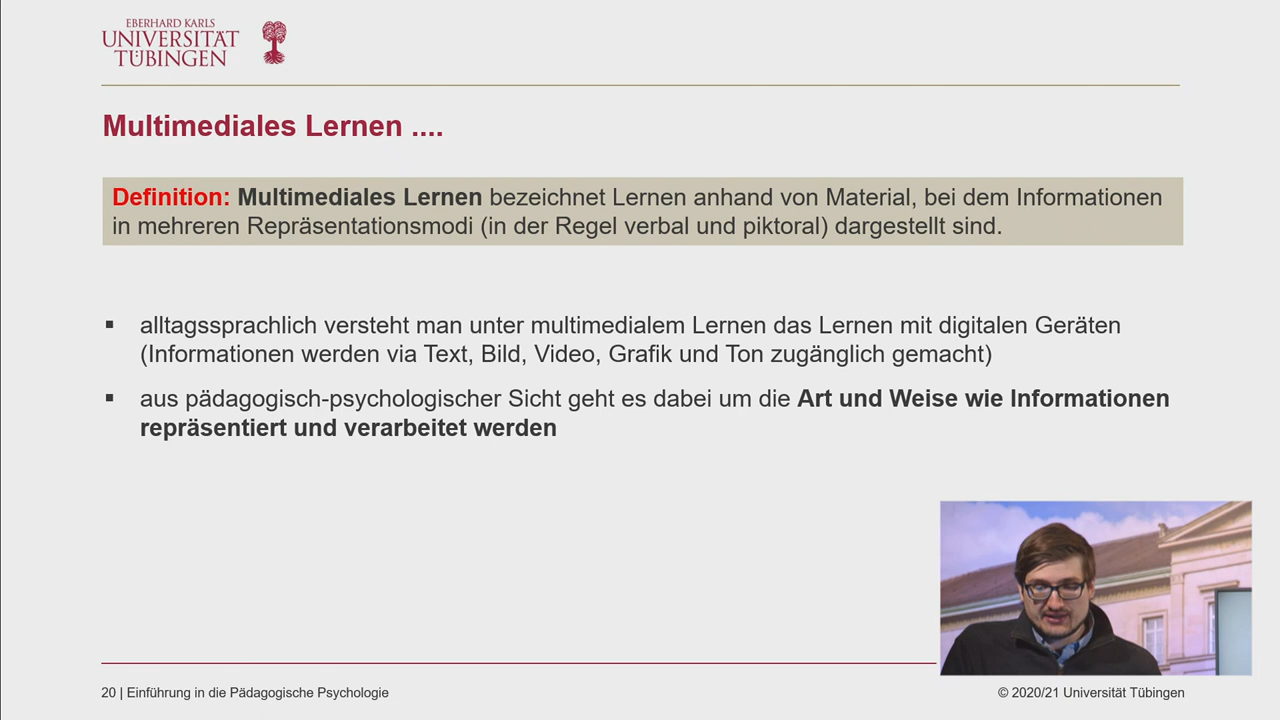 EBERHARD KARLS
UNIVERSITÄT
TÜBINGEN
Multimediales Lernen ....
Definition: Multimediales Lernen bezeichnet Lernen anhand von Material, bei dem Informationen
in mehreren Repräsentationsmodi (in der Regel verbal und piktoral) dargestellt sind.
▪ alltagssprachlich versteht man unter multimedialem Lernen das Lernen mit digitalen Geräten
(Informationen werden via Text, Bild, Video, Grafik und Ton zugänglich gemacht)
▪ aus pädagogisch-psychologischer Sicht geht es dabei um die Art und Weise wie Informationen
repräsentiert und verarbeitet werden
20 | Einführung in die Pädagogische Psychologie
© 2020/21 Universität Tübingen